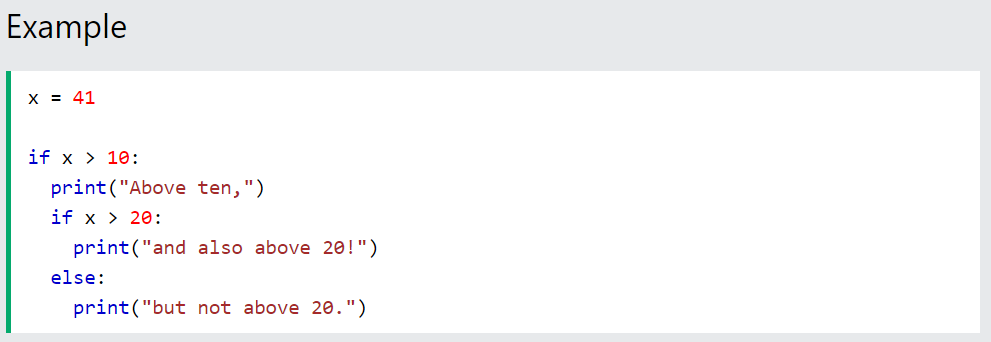 Example
x = 41
if x > 10:
  print("Above ten,")
  if x > 20:
    print("and also above 20!")
  else:
    print("but not above 20.")